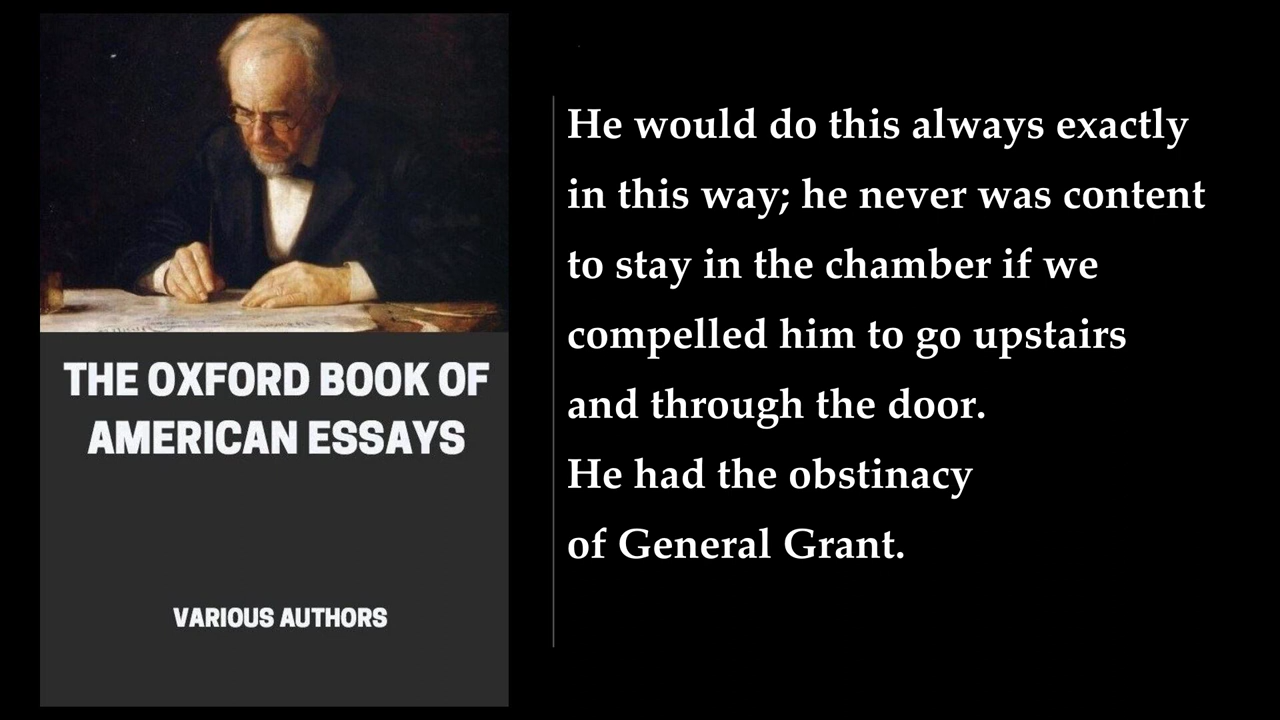 THE OXFORD BOOK OF
AMERICAN ESSAYS
VARIOUS AUTHORS
He would do this always exactly
in this way; he never was content
to stay in the chamber if we
compelled him to go upstairs
and through the door.
He had the obstinacy
of General Grant.